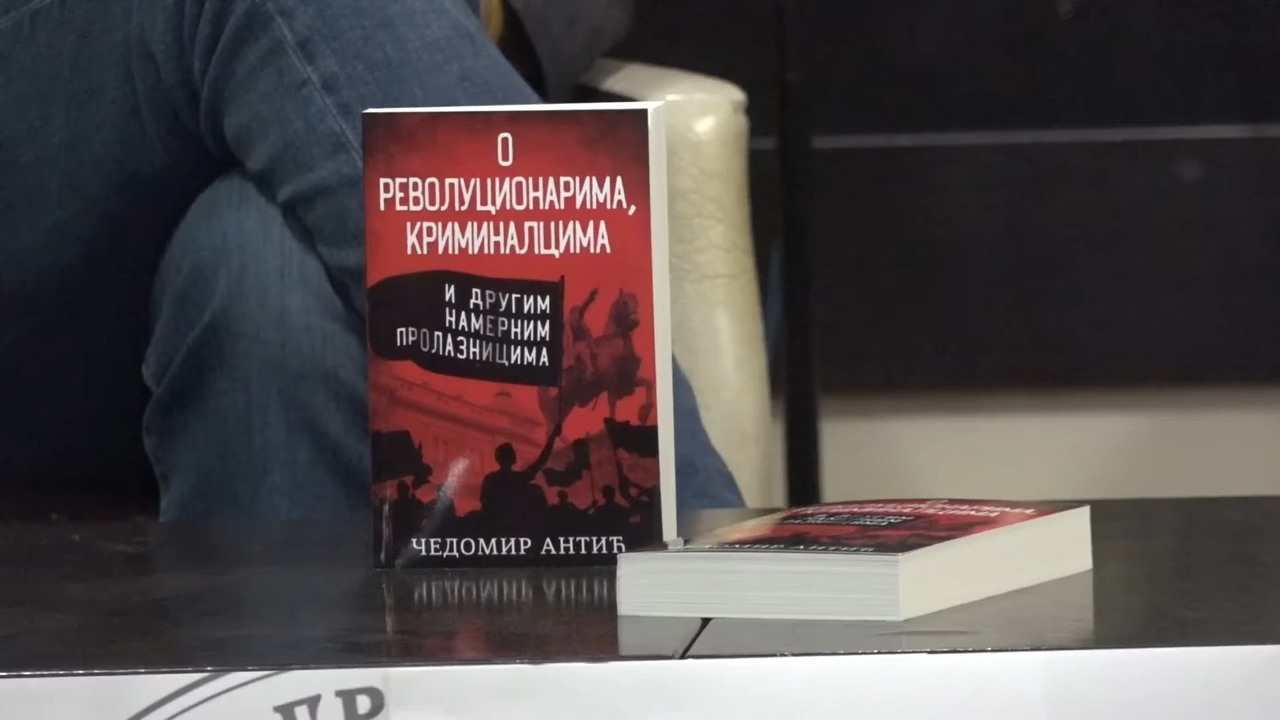 О
РЕВОЛУЦИОНАРИМА,
КРИМИНАЛЦИМА
И ДРУГИМ
НАМЕРНИМ
ПРОЛАЗНИЦИМА
ЧЕДОМИР АНТИЋ